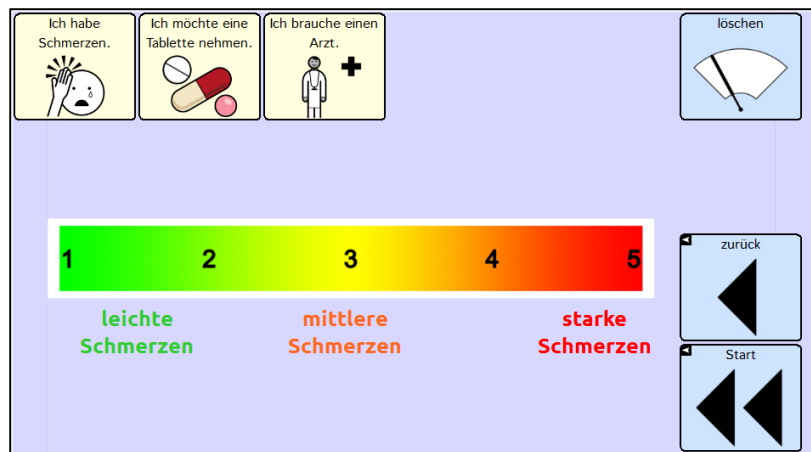 Ich habe
Schmerzen.
Ich möchte eine
Tablette nehmen.
Ich brauche einen
Arzt.
löschen
1 2 3 4 5
leichte
Schmerzen
mittlere
Schmerzen
starke
Schmerzen
zurück
Start